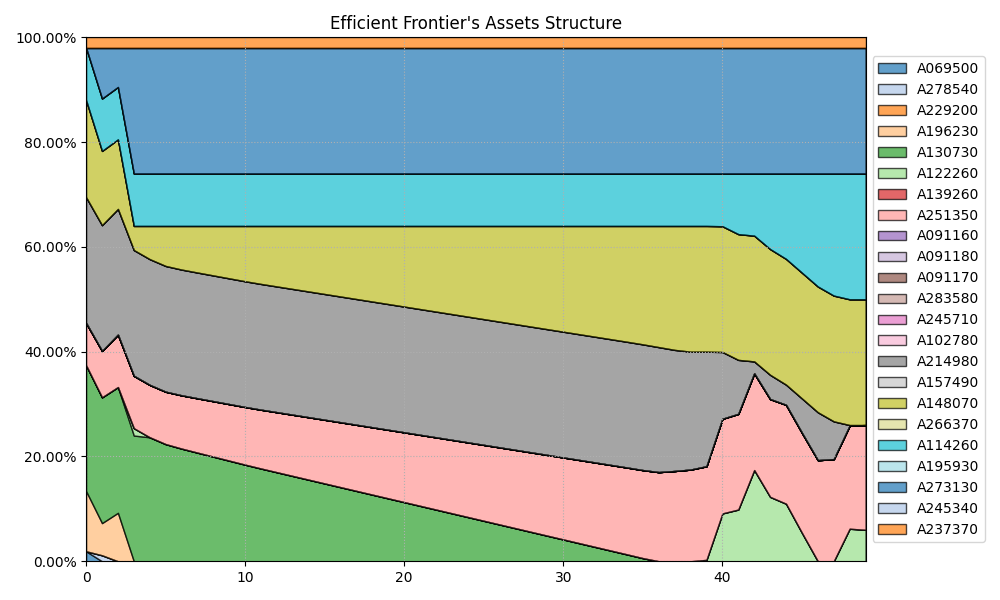 Efficient Frontier's Assets Structure
100.00%
80.00%
60.00%
40.00%
20.00%
0.00%
0
10
20
30
40
A069500
A278540
A229200
A196230
A130730
A122260
A139260
A251350
A091160
A091180
A091170
A283580
A245710
A102780
A214980
A157490
A148070
A266370
A114260
A195930
A273130
A245340
A237370